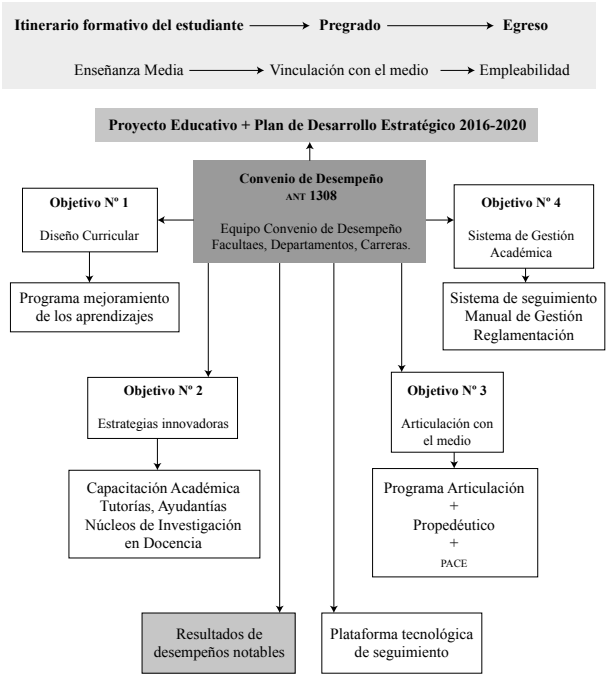 Itinerario formativo del estudiante Pregrado Egreso
Enseñanza Media Vinculación con el medio Empleabilidad
Proyecto Educativo + Plan de Desarrollo Estratégico 2016-2020
Convenio de Desempeño
ANT 1308
Equipo Convenio de Desempeño
Facultaes, Departamentos, Carreras.
Objetivo Nº 1
Diseño Curricular
Programa mejoramiento
de los aprendizajes
Objetivo Nº 4
Sistema de Gestión
Académica
Sistema de seguimiento
Manual de Gestión
Reglamentación
Objetivo Nº 2
Estrategias innovadoras
Capacitación Académica
Tutorías, Ayudantías
Núcleos de Investigación
en Docencia
Objetivo Nº 3
Articulación con
el medio
Programa Articulación
+
Propedéutico
+
PACE
Resultados de
desempeños notables
Plataforma tecnológica
de seguimiento